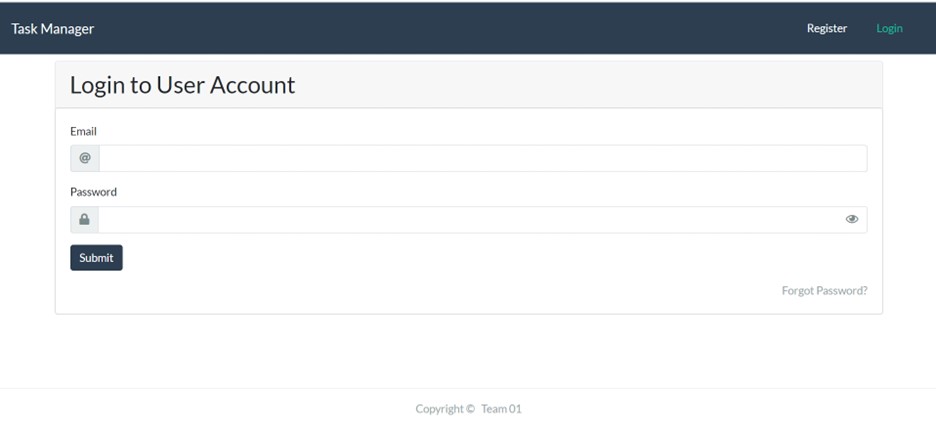 Task Manager Register Login
Login to User Account
Email
@
Password
Submit
Forgot Password?
Copyright © Team 01